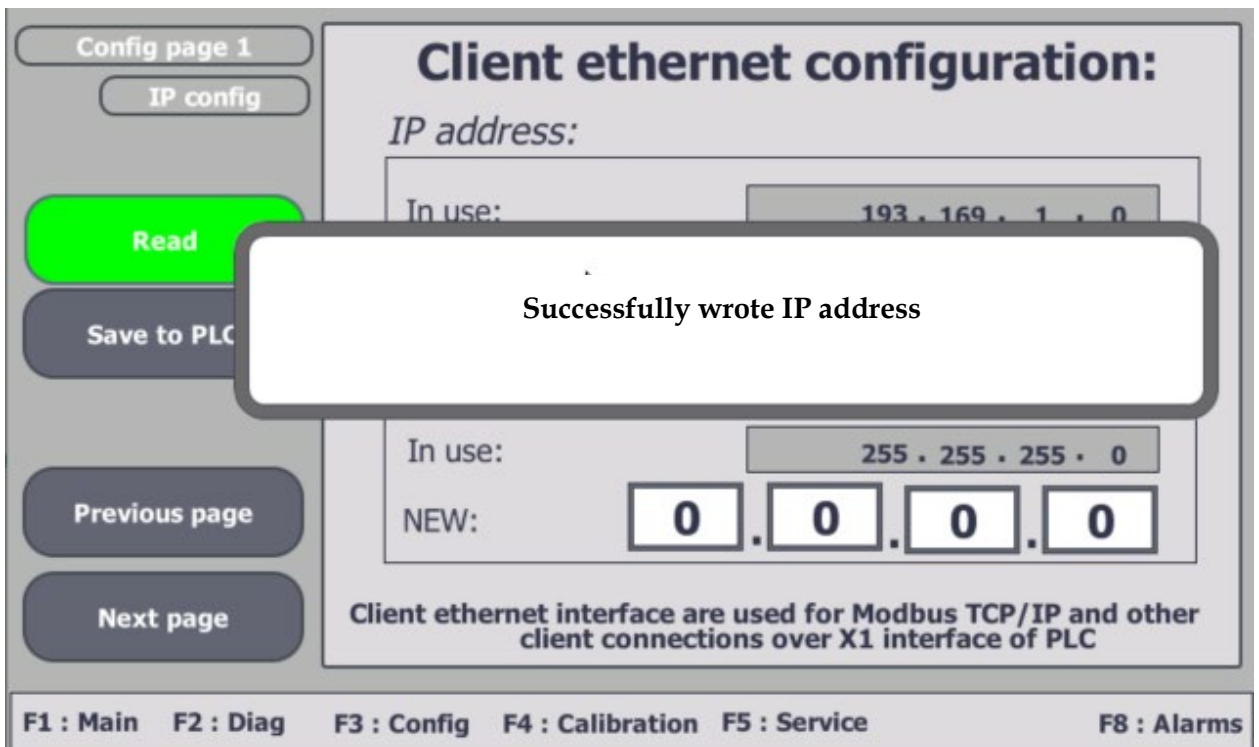 Config page 1
IP config
Read
Save to PLC
Previous page
Next page
Client ethernet configuration:
IP address:
In use: 193 . 169 . 1 . 0
Successfully wrote IP address
In use: 255 . 255 . 255 . 0
NEW: 0 . 0 . 0 . 0
Client ethernet interface are used for Modbus TCP/IP and other
client connections over X1 interface of PLC
F1 : Main F2 : Diag F3 : Config F4 : Calibration F5 : Service F8 : Alarms